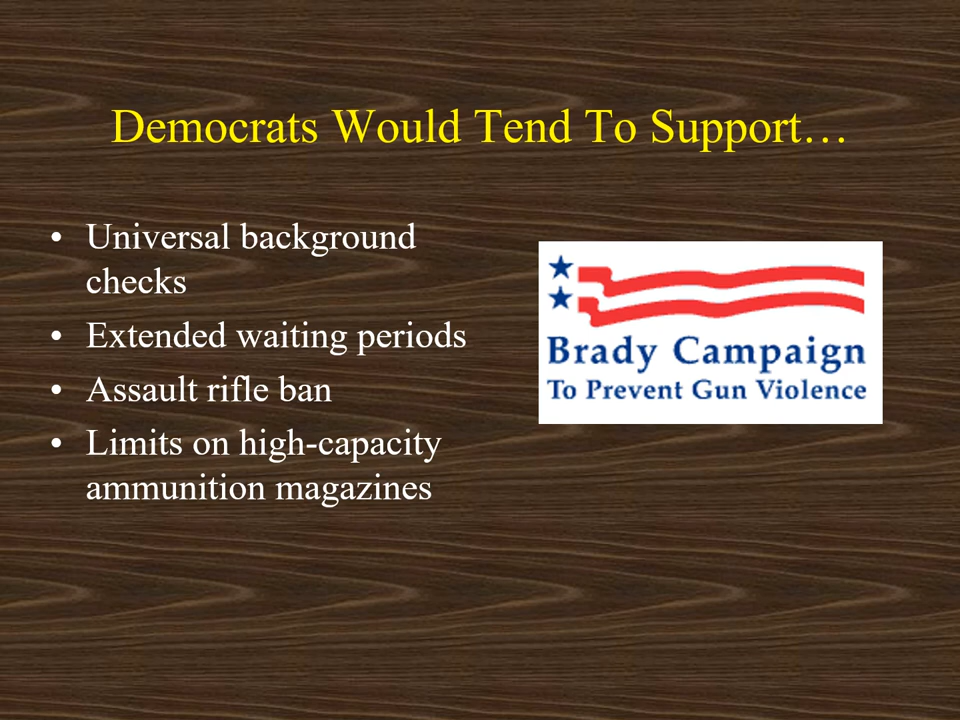 Democrats Would Tend To Support…
• Universal background
checks
• Extended waiting periods
• Assault rifle ban
• Limits on high-capacity
ammunition magazines
Brady Campaign
To Prevent Gun Violence